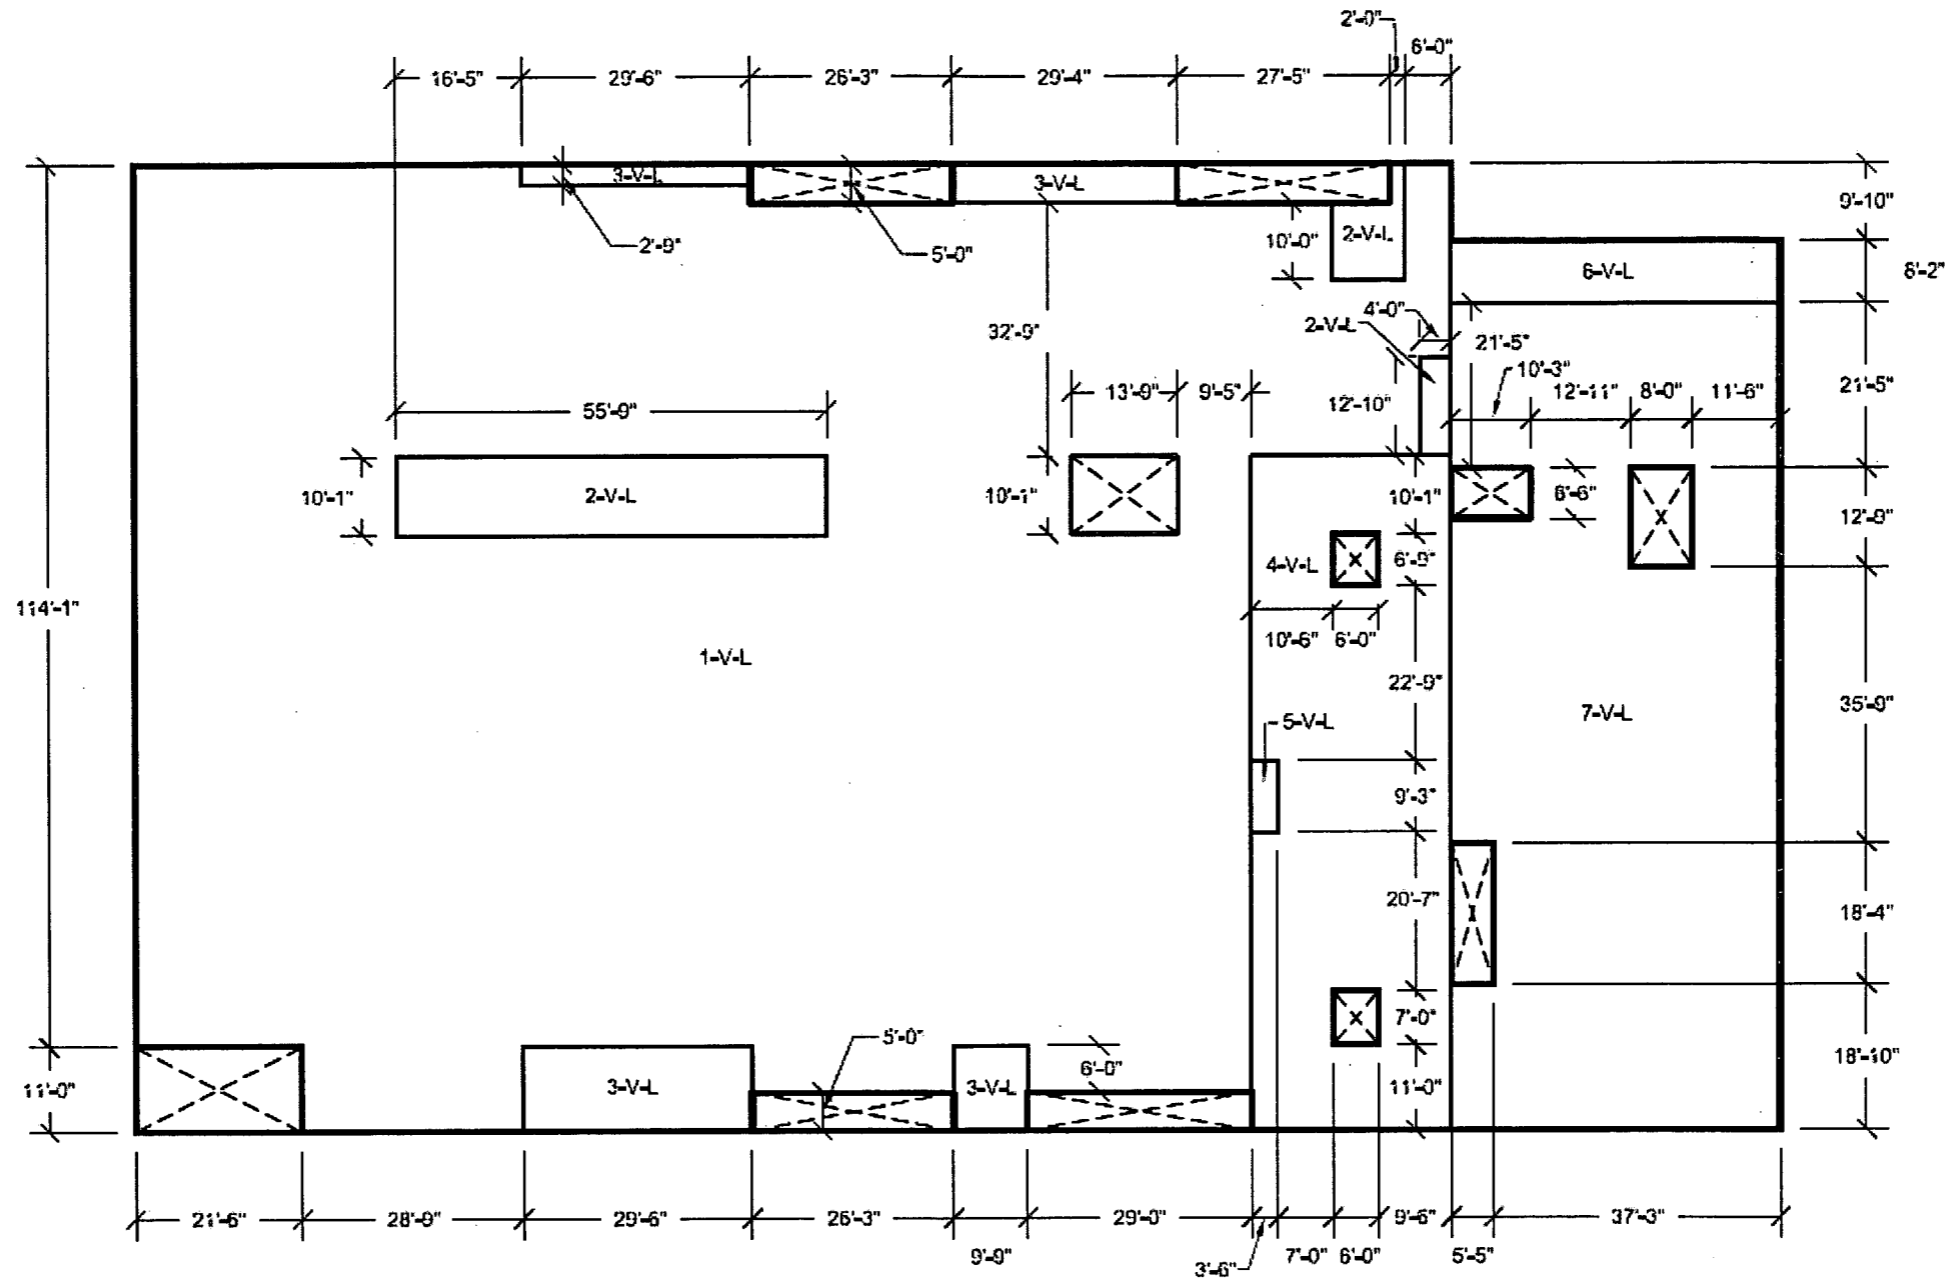 2'-0"
6'-0"
16'-5" 29'-6" 26'-3" 29'-4" 27'-5"
3-V-L 3-V-L
9'-10"
2'-9" 5'-0" 10'-0" 2-V-L
6-V-L 8'-2"
4'-0"
2-V-L
32'-9" 21'-5"
10'-3"
55'-9" 13'-9" 9'-5" 12'-10" 12'-11" 8'-0" 11'-6" 21'-5"
10'-1" 2-V-L 10'-1" 10'-1" 6'-6" X 12'-9"
4-V-L X 6'-9"
114'-1" 10'-6" 6'-0"
1-V-L 22'-9"
5-V-L 7-V-L 35'-9"
9'-3"
20'-7" 18'-4"
X 7'-0"
5'-0" 6'-0" 18'-10"
11'-0" 3-V-L 3-V-L 11'-0"
21'-6" 28'-9" 29'-6" 26'-3" 29'-0" 9'-6" 37'-3"
9'-9" 3'-6" 7'-0" 6'-0" 5'-5"